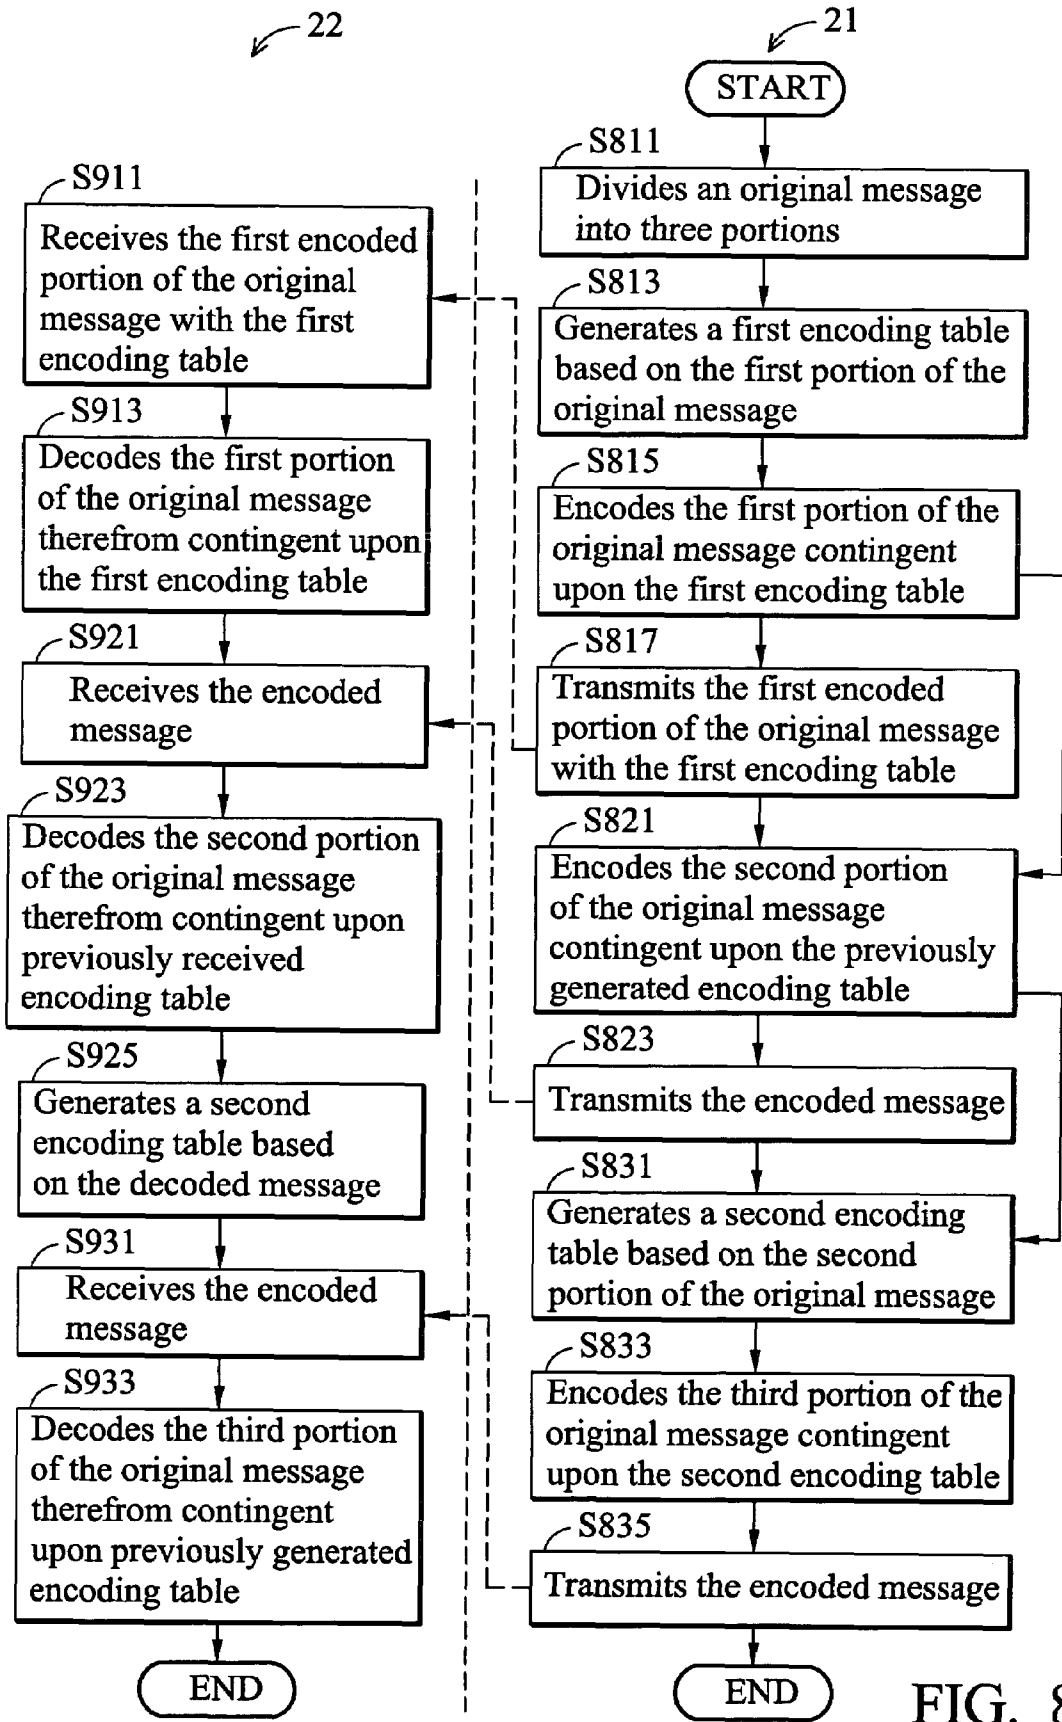 22
S911
Receives the first encoded
portion of the original
message with the first
encoding table
S913
Decodes the first portion
of the original message
therefrom contingent upon
the first encoding table
S921
Receives the encoded
message
S923
Decodes the second portion
of the original message
therefrom contingent upon
previously received
encoding table
S925
Generates a second
encoding table based
on the decoded message
S931
Receives the encoded
message
S933
Decodes the third portion
of the original message
therefrom contingent
upon previously generated
encoding table
END
21
START
S811
Divides an original message
into three portions
S813
Generates a first encoding table
based on the first portion of the
original message
S815
Encodes the first portion of the
original message contingent
upon the first encoding table
S817
Transmits the first encoded
portion of the original message
with the first encoding table
S821
Encodes the second portion
of the original message
contingent upon the previously
generated encoding table
S823
Transmits the encoded message
S831
Generates a second encoding
table based on the second
portion of the original message
S833
Encodes the third portion of the
original message contingent
upon the second encoding table
S835
Transmits the encoded message
END
FIG. 8